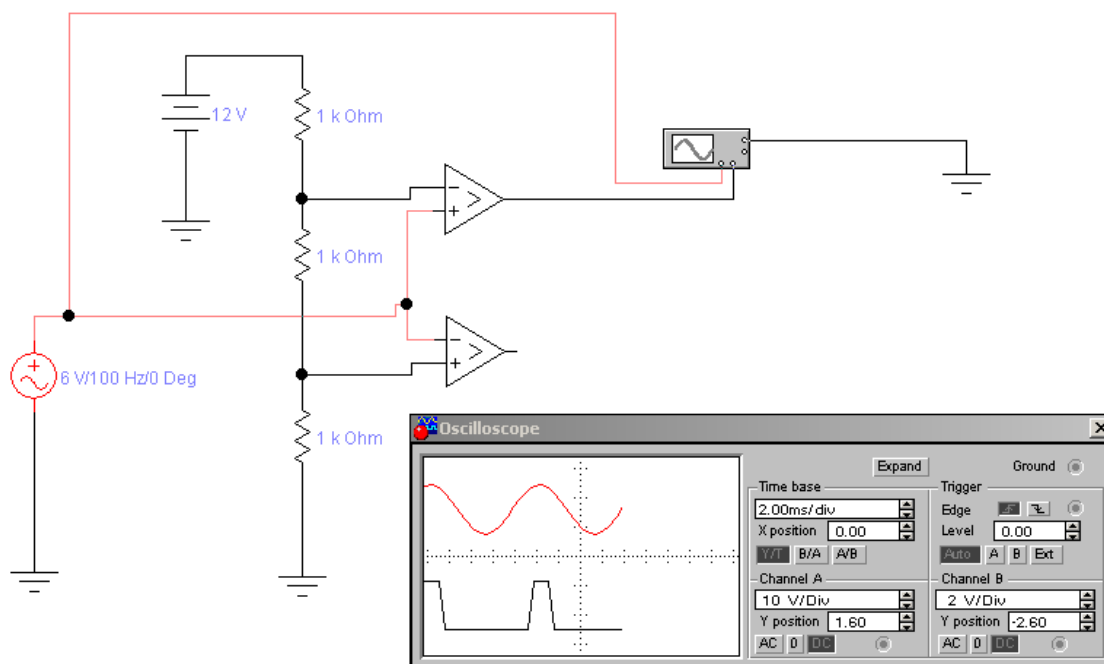 12 V
1 k Ohm
1 k Ohm
6 V/100 Hz/0 Deg
1 k Ohm
Oscilloscope
Expand
Ground
Time base
2.00ms/div
X position 0.00
Y/T B/A A/B
Trigger
Edge
Level 0.00
Auto A B Ext
Channel A
10 V/Div
Y position 1.60
AC 0 DC
Channel B
2 V/Div
Y position -2.60
AC 0 DC